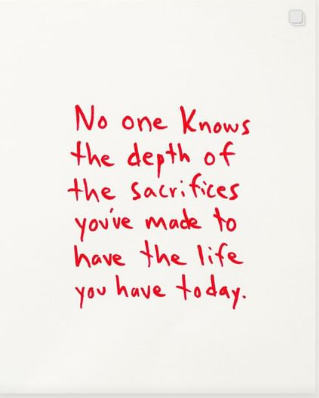 No one knows
the depth of
the sacrifices
you've made to
have the life
you have today.